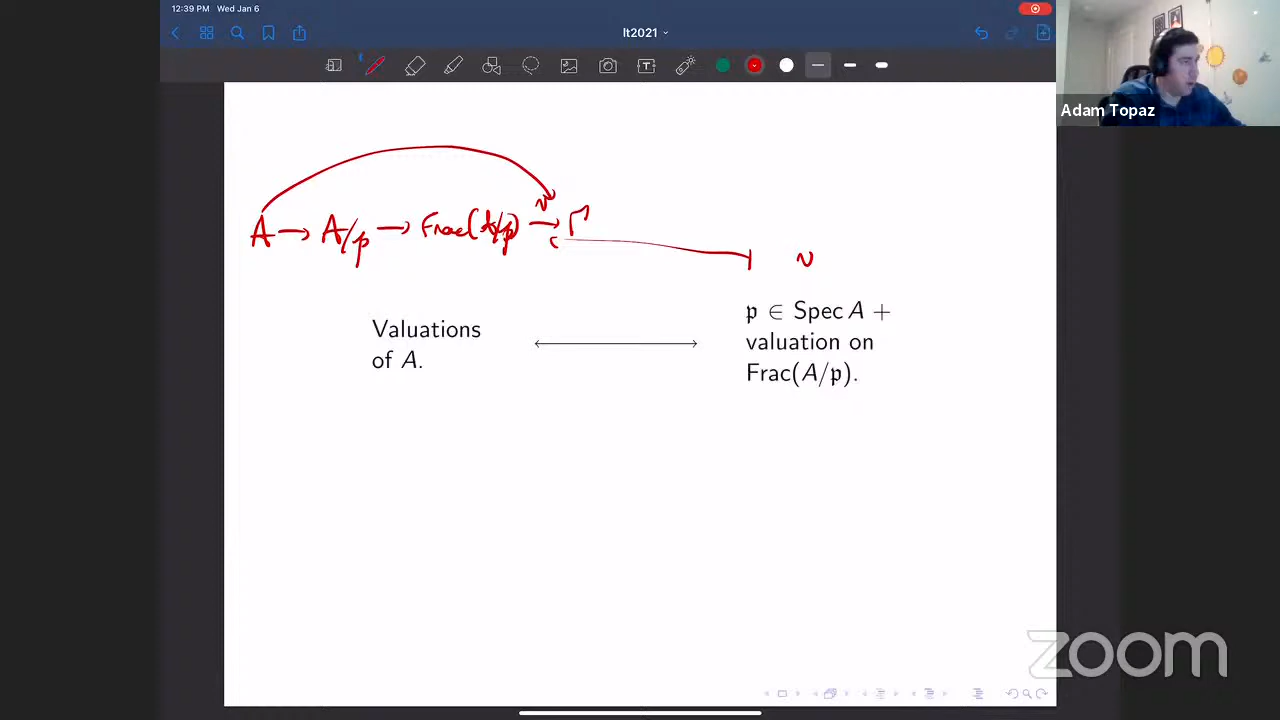 12:39 PM Wed Jan 6
lt2021
Adam Topaz
A → A/p → Frac(A/p) → Γ
v
v
Valuations
of A.
𝔭 ∈ Spec A +
valuation on
Frac(A/𝔭).
zoom